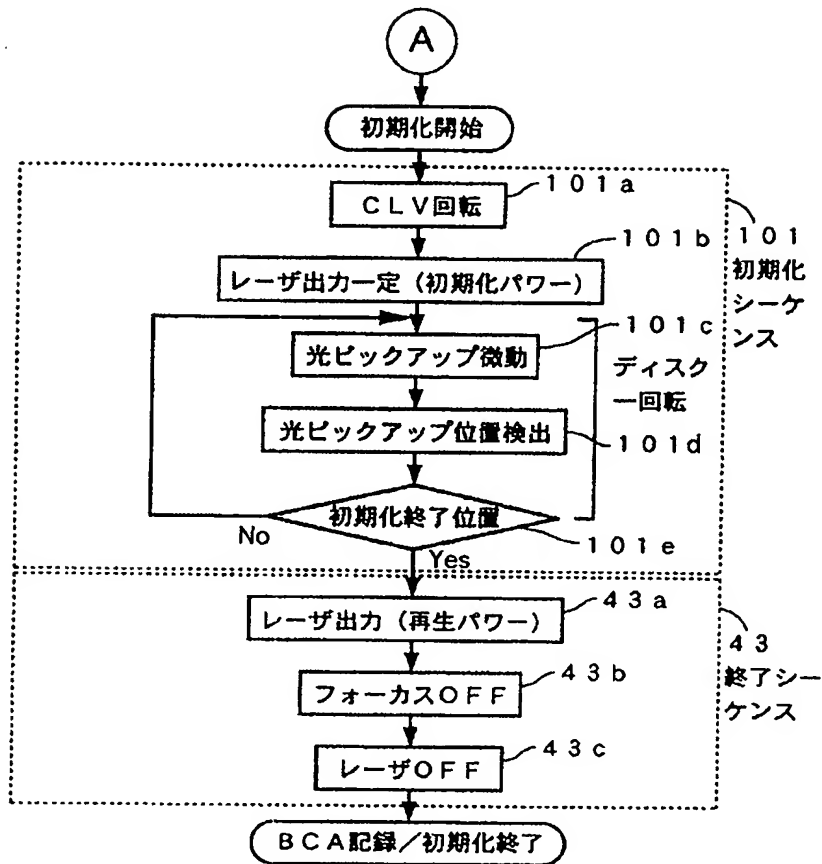 A
初期化開始
CLV回転
101a
レーザ出力一定（初期化パワー）
101b
101
初期化
シーケ
ンス
光ピックアップ微動
101c
ディスク
一回転
光ピックアップ位置検出
101d
初期化終了位置
101e
No
Yes
レーザ出力（再生パワー）
43a
フォーカスOFF
43b
43
終了シー
ケンス
レーザOFF
43c
BCA記録／初期化終了